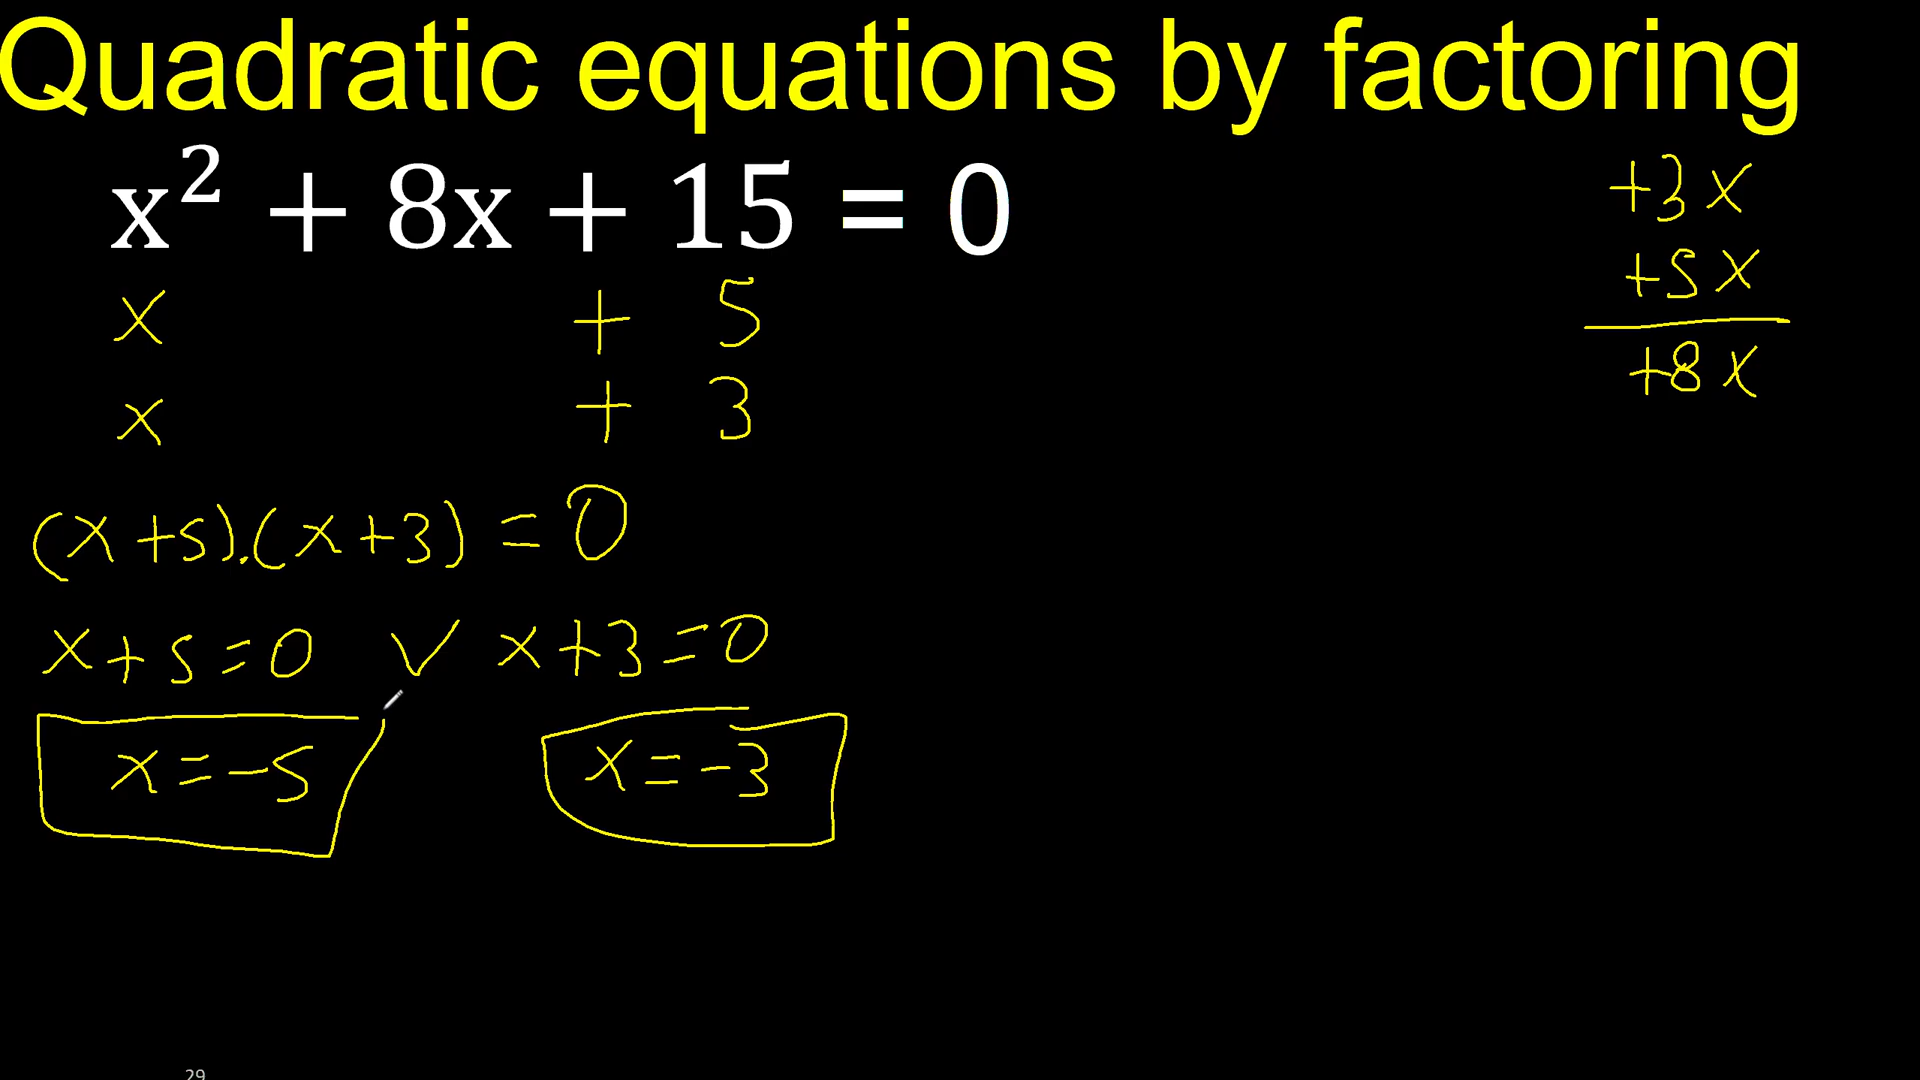 Quadratic equations by factoring
x² + 8x + 15 = 0
x + 5
x + 3
+3x
+5x
+8x
(x+5).(x+3) = 0
x+5=0 ∨ x+3=0
x=-5
x=-3
29